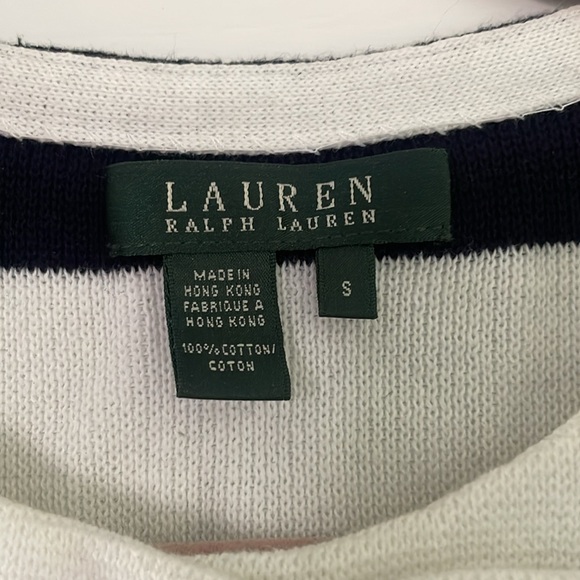 LAUREN
RALPH LAUREN
MADE IN
HONG KONG
FABRIQUE A
HONG KONG
100% COTTON/
COTON
S